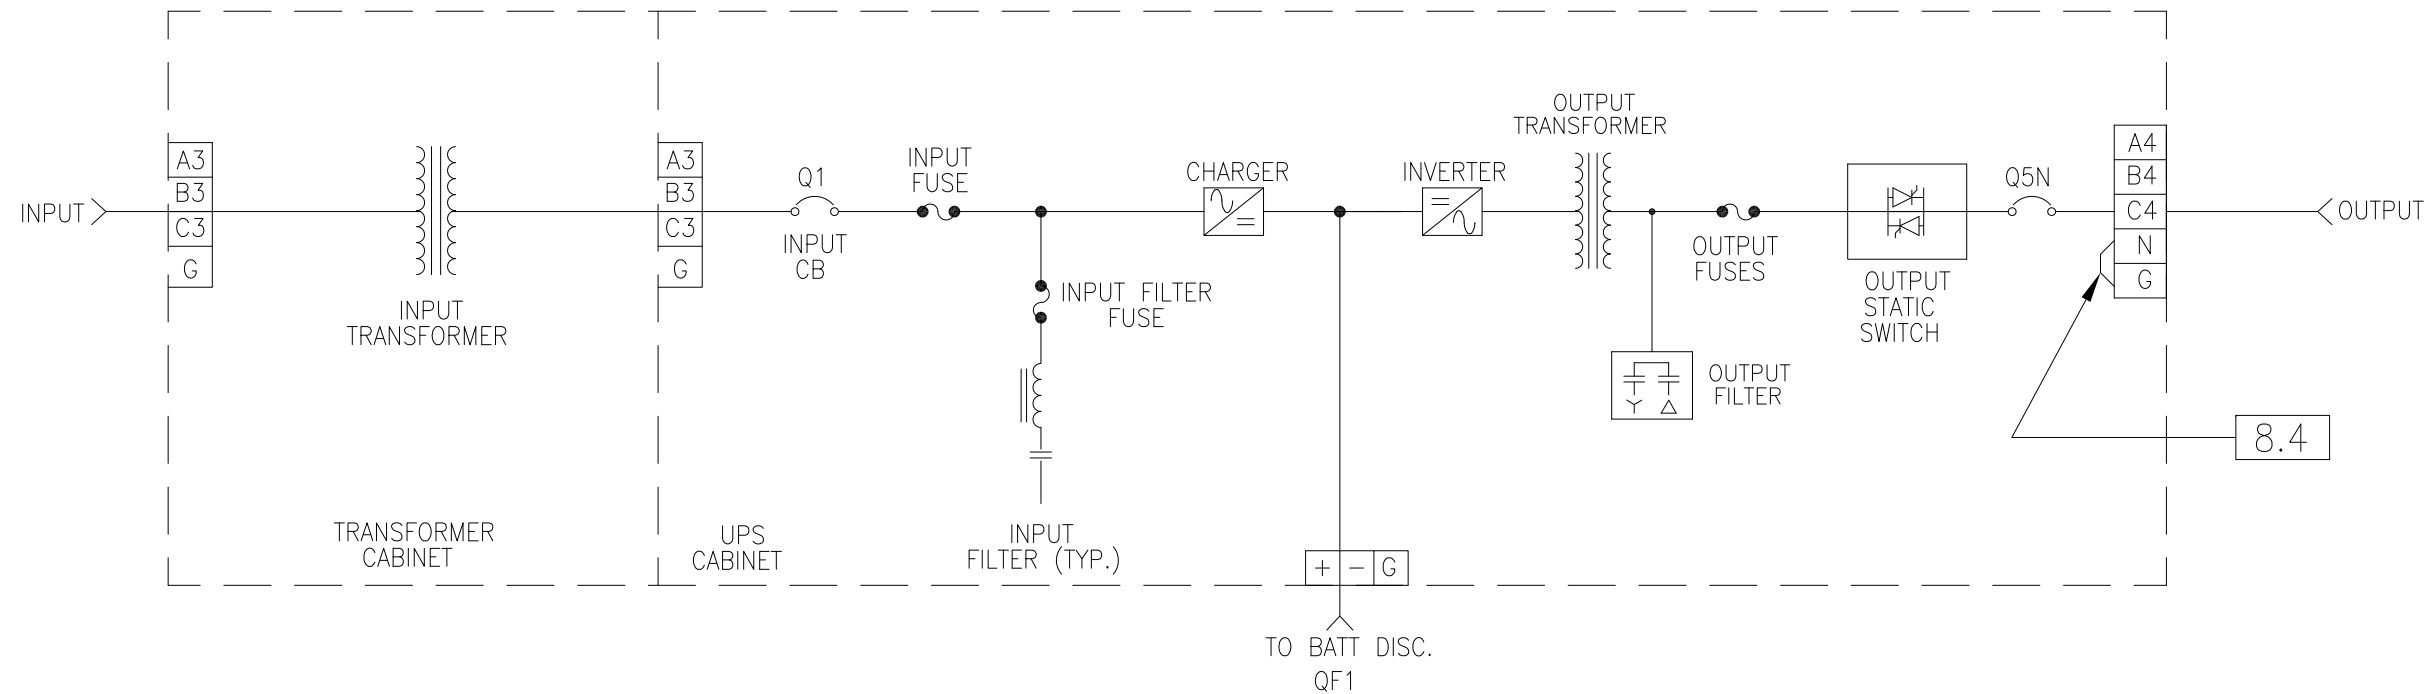 INPUT
A3
B3
C3
G
INPUT
TRANSFORMER
TRANSFORMER
CABINET
A3
B3
C3
G
UPS
CABINET
Q1
INPUT
CB
INPUT
FUSE
INPUT FILTER
FUSE
INPUT
FILTER (TYP.)
CHARGER
INVERTER
+ - G
TO BATT DISC.
QF1
OUTPUT
TRANSFORMER
OUTPUT
FILTER
OUTPUT
FUSES
OUTPUT
STATIC
SWITCH
Q5N
A4
B4
C4
N
G
OUTPUT
8.4